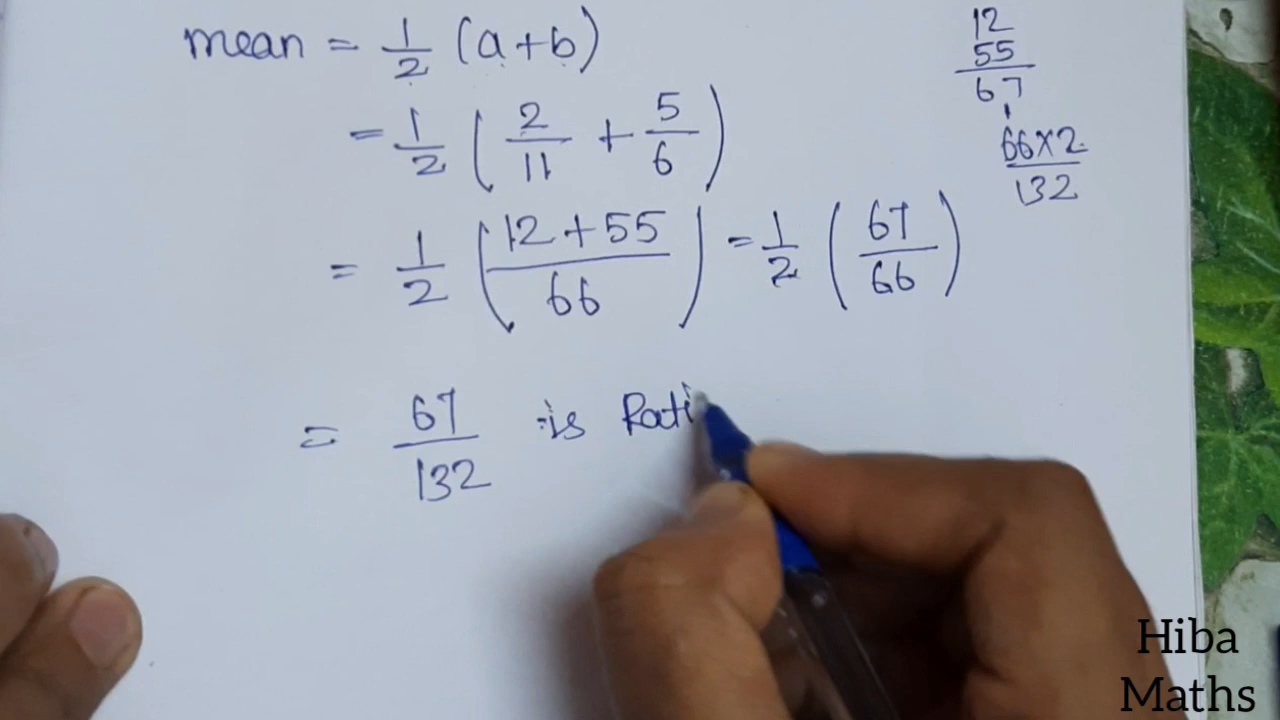 mean = 1/2 (a+b)
= 1/2 ( 2/11 + 5/6 )
= 1/2 ( 12+55/66 ) = 1/2 ( 67/66 )
= 67/132 is Rati
12
55
67
66×2
132
Hiba
Maths